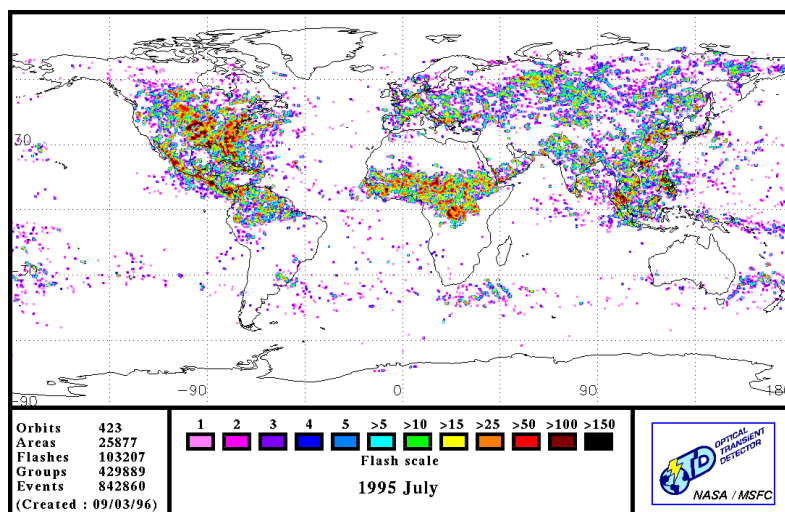 30
-30
-90
-90
0
90
180
Orbits 423
Areas 25877
Flashes 103207
Groups 429889
Events 842860
(Created : 09/03/96)
1 2 3 4 5 >5 >10 >15 >25 >50 >100 >150
Flash scale
1995 July
OTD
OPTICAL
TRANSIENT
DETECTOR
NASA / MSFC